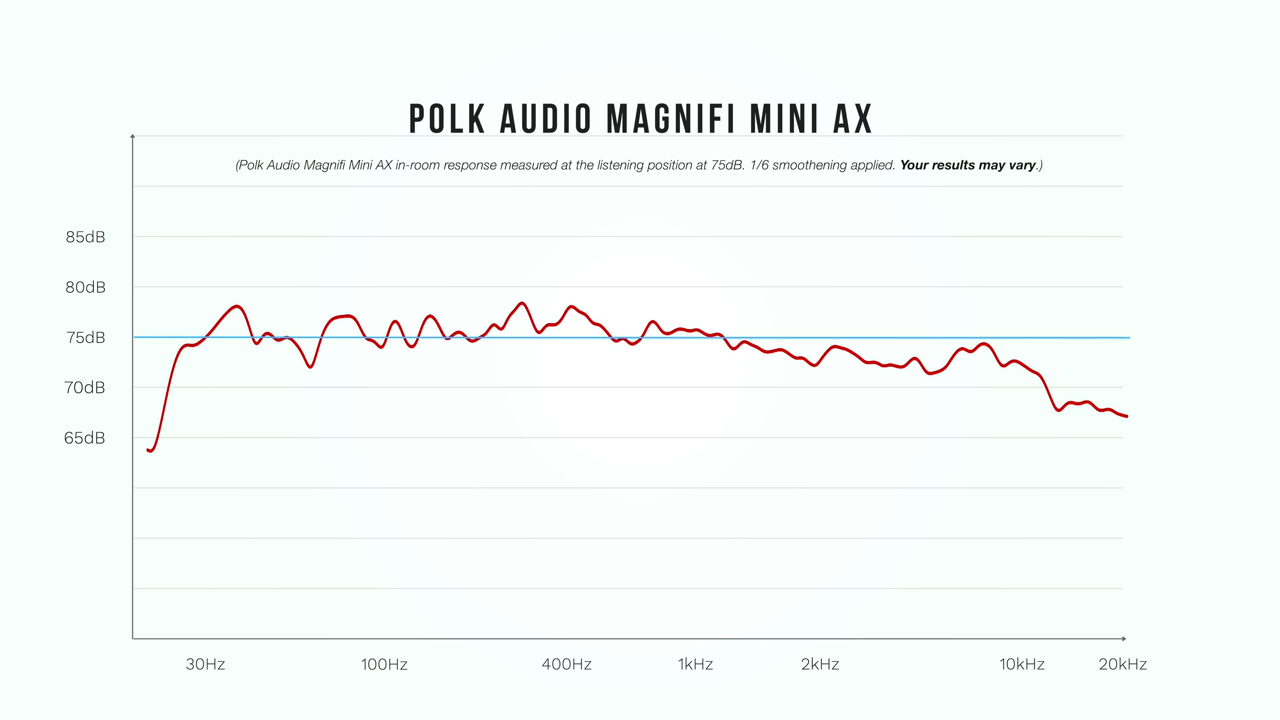 POLK AUDIO MAGNIFI MINI AX
(Polk Audio Magnifi Mini AX in-room response measured at the listening position at 75dB. 1/6 smoothening applied. Your results may vary.)
85dB
80dB
75dB
70dB
65dB
30Hz 100Hz 400Hz 1kHz 2kHz 10kHz 20kHz